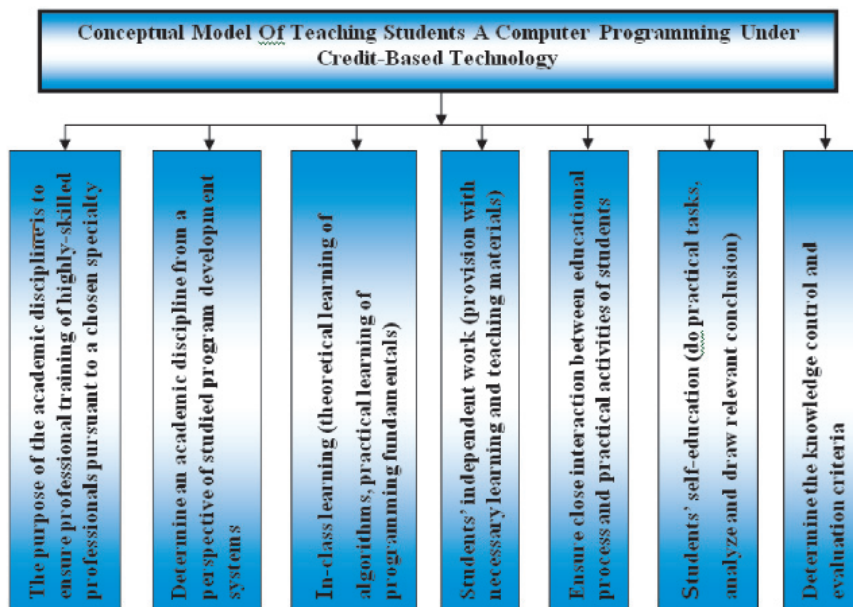 Conceptual Model Of Teaching Students A Computer Programming Under
Credit-Based Technology
The purpose of the academic discipline is to
ensure professional training of highly-skilled
professionals pursuant to a chosen specialty
Determine an academic discipline from a
perspective of studied program development
systems
In-class learning (theoretical learning of
algorithms, practical learning of
programming fundamentals)
Students’ independent work (provision with
necessary learning and teaching materials)
Ensure close interaction between educational
process and practical activities of students
Students’ self-education (do practical tasks,
analyze and draw relevant conclusion)
Determine the knowledge control and
evaluation criteria